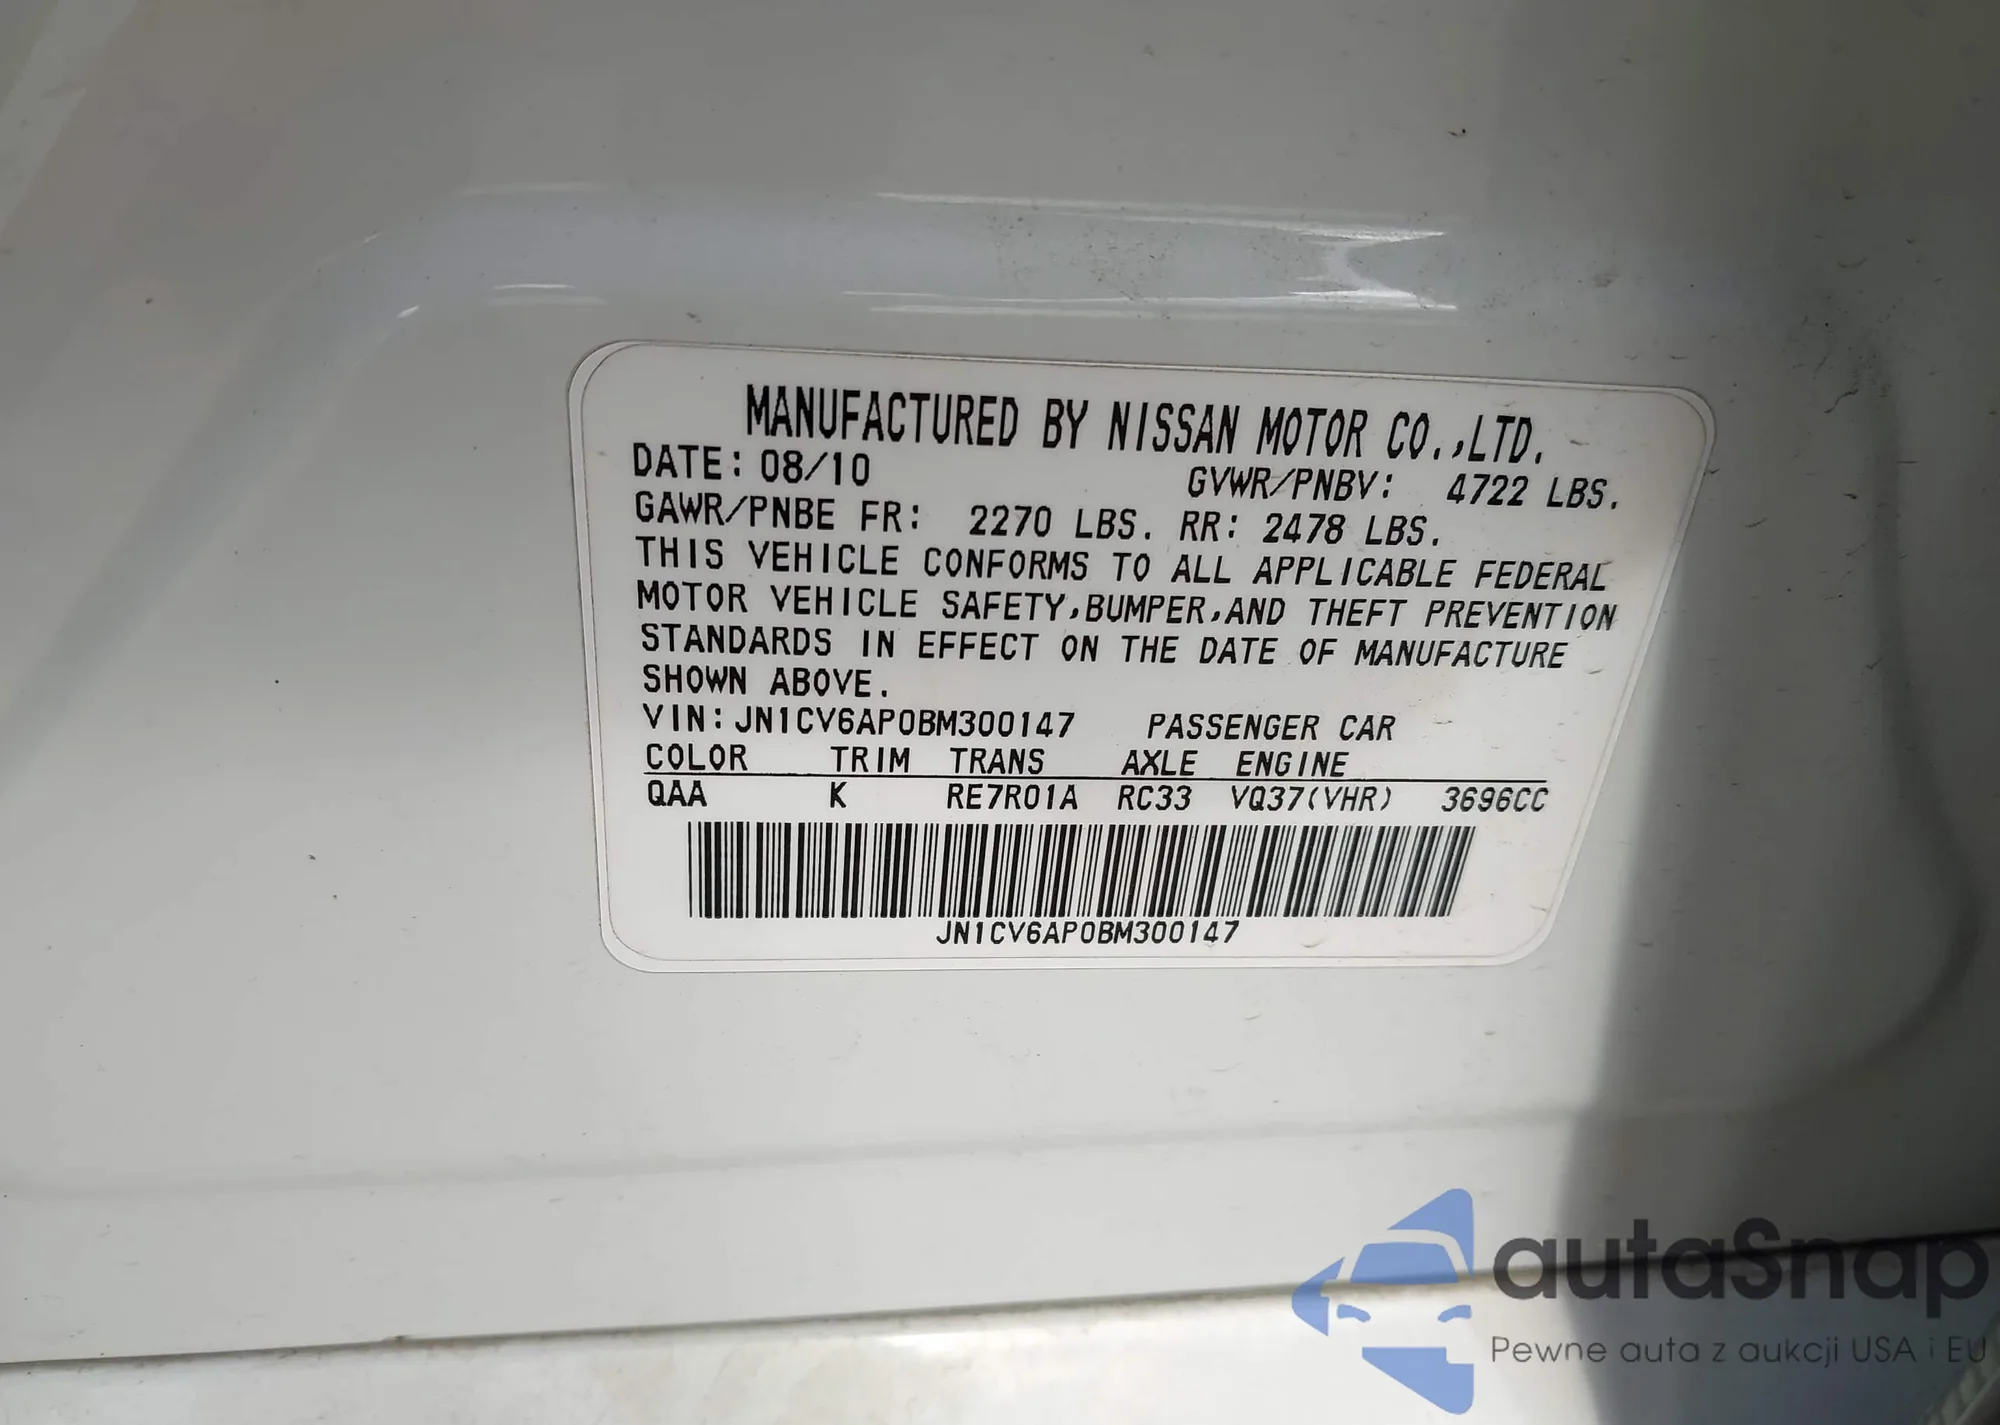 MANUFACTURED BY NISSAN MOTOR CO.,LTD.
DATE: 08/10 GVWR/PNBV: 4722 LBS.
GAWR/PNBE FR: 2270 LBS. RR: 2478 LBS.
THIS VEHICLE CONFORMS TO ALL APPLICABLE FEDERAL
MOTOR VEHICLE SAFETY,BUMPER,AND THEFT PREVENTION
STANDARDS IN EFFECT ON THE DATE OF MANUFACTURE
SHOWN ABOVE.
VIN:JN1CV6AP0BM300147 PASSENGER CAR
COLOR TRIM TRANS AXLE ENGINE
QAA K RE7R01A RC33 VQ37(VHR) 3696CC
JN1CV6AP0BM300147
autaSnap
Pewne auta z aukcji USA i EU